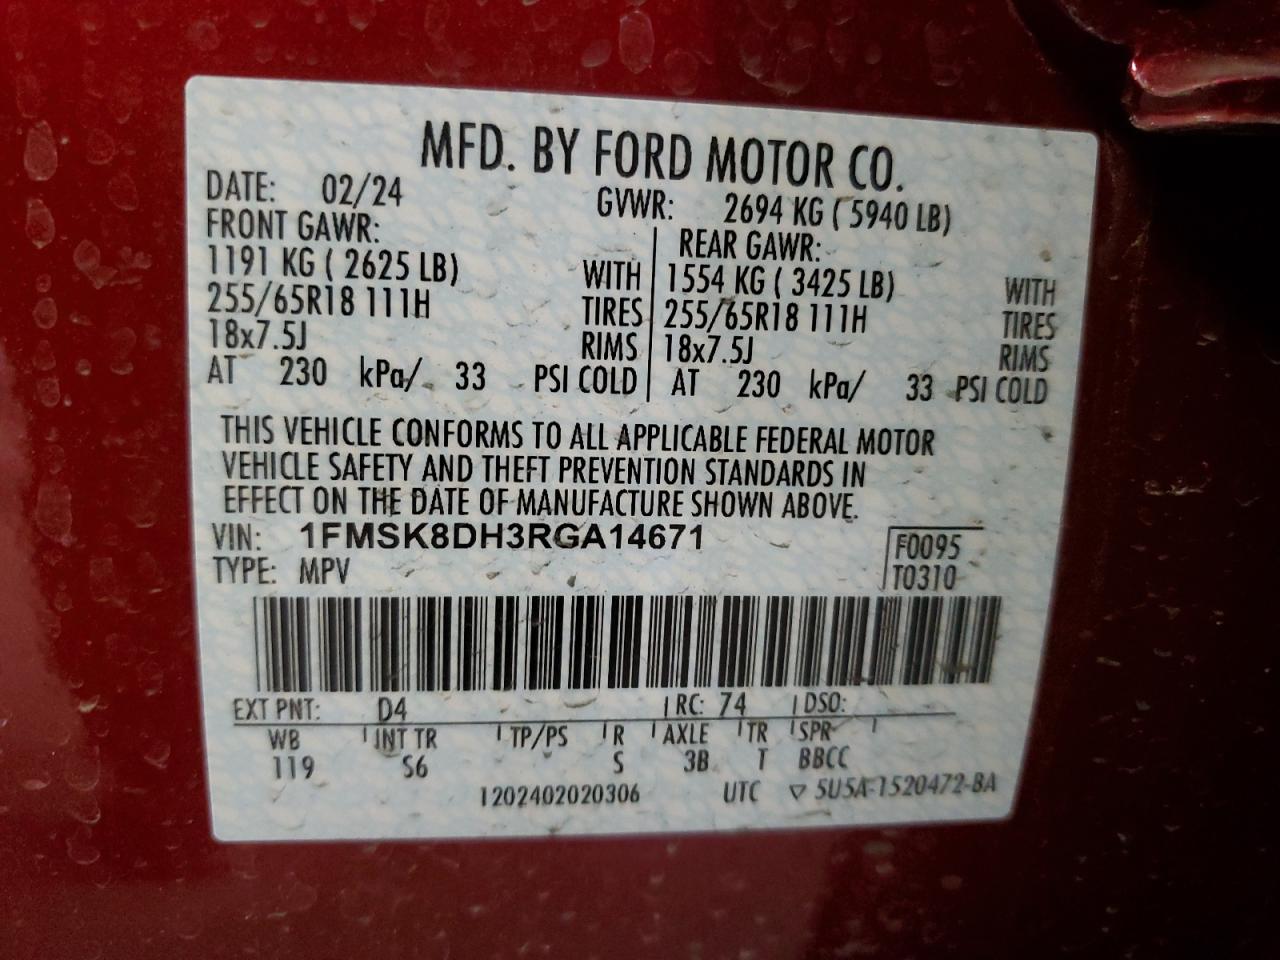 MFD. BY FORD MOTOR CO.
DATE: 02/24 GVWR: 2694 KG ( 5940 LB)
FRONT GAWR: REAR GAWR:
1191 KG ( 2625 LB) WITH 1554 KG ( 3425 LB) WITH
255/65R18 111H TIRES 255/65R18 111H TIRES
18x7.5J RIMS 18x7.5J RIMS
AT 230 kPa/ 33 PSI COLD AT 230 kPa/ 33 PSI COLD
THIS VEHICLE CONFORMS TO ALL APPLICABLE FEDERAL MOTOR
VEHICLE SAFETY AND THEFT PREVENTION STANDARDS IN
EFFECT ON THE DATE OF MANUFACTURE SHOWN ABOVE.
VIN: 1FMSK8DH3RGA14671 F0095
TYPE: MPV T0310
EXT PNT: D4 RC: 74 DSO:
WB INT TR TP/PS R AXLE TR SPR
119 S6 S 3B T BBCC
1202402020306 UTC ▽ 5U5A-1520472-BA